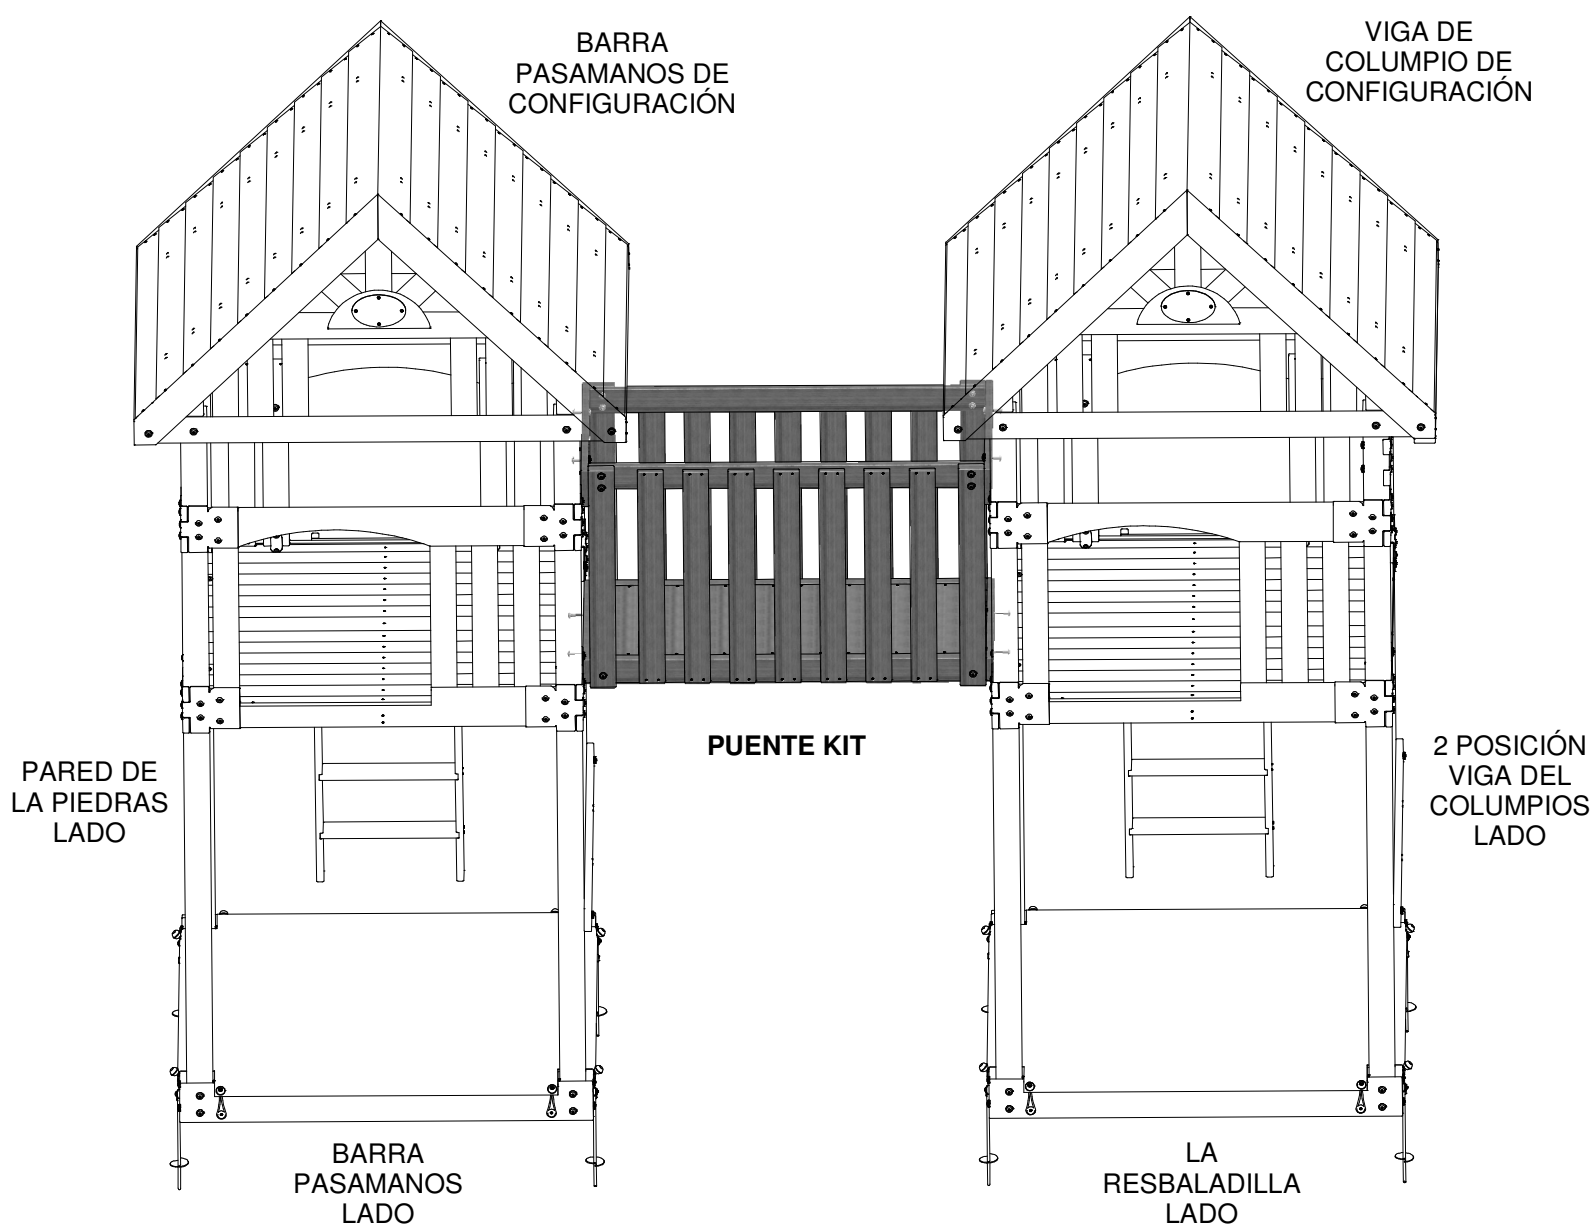 BARRA
PASAMANOS DE
CONFIGURACIÓN
VIGA DE
COLUMPIO DE
CONFIGURACIÓN
PUENTE KIT
PARED DE
LA PIEDRAS
LADO
2 POSICIÓN
VIGA DEL
COLUMPIOS
LADO
BARRA
PASAMANOS
LADO
LA
RESBALADILLA
LADO